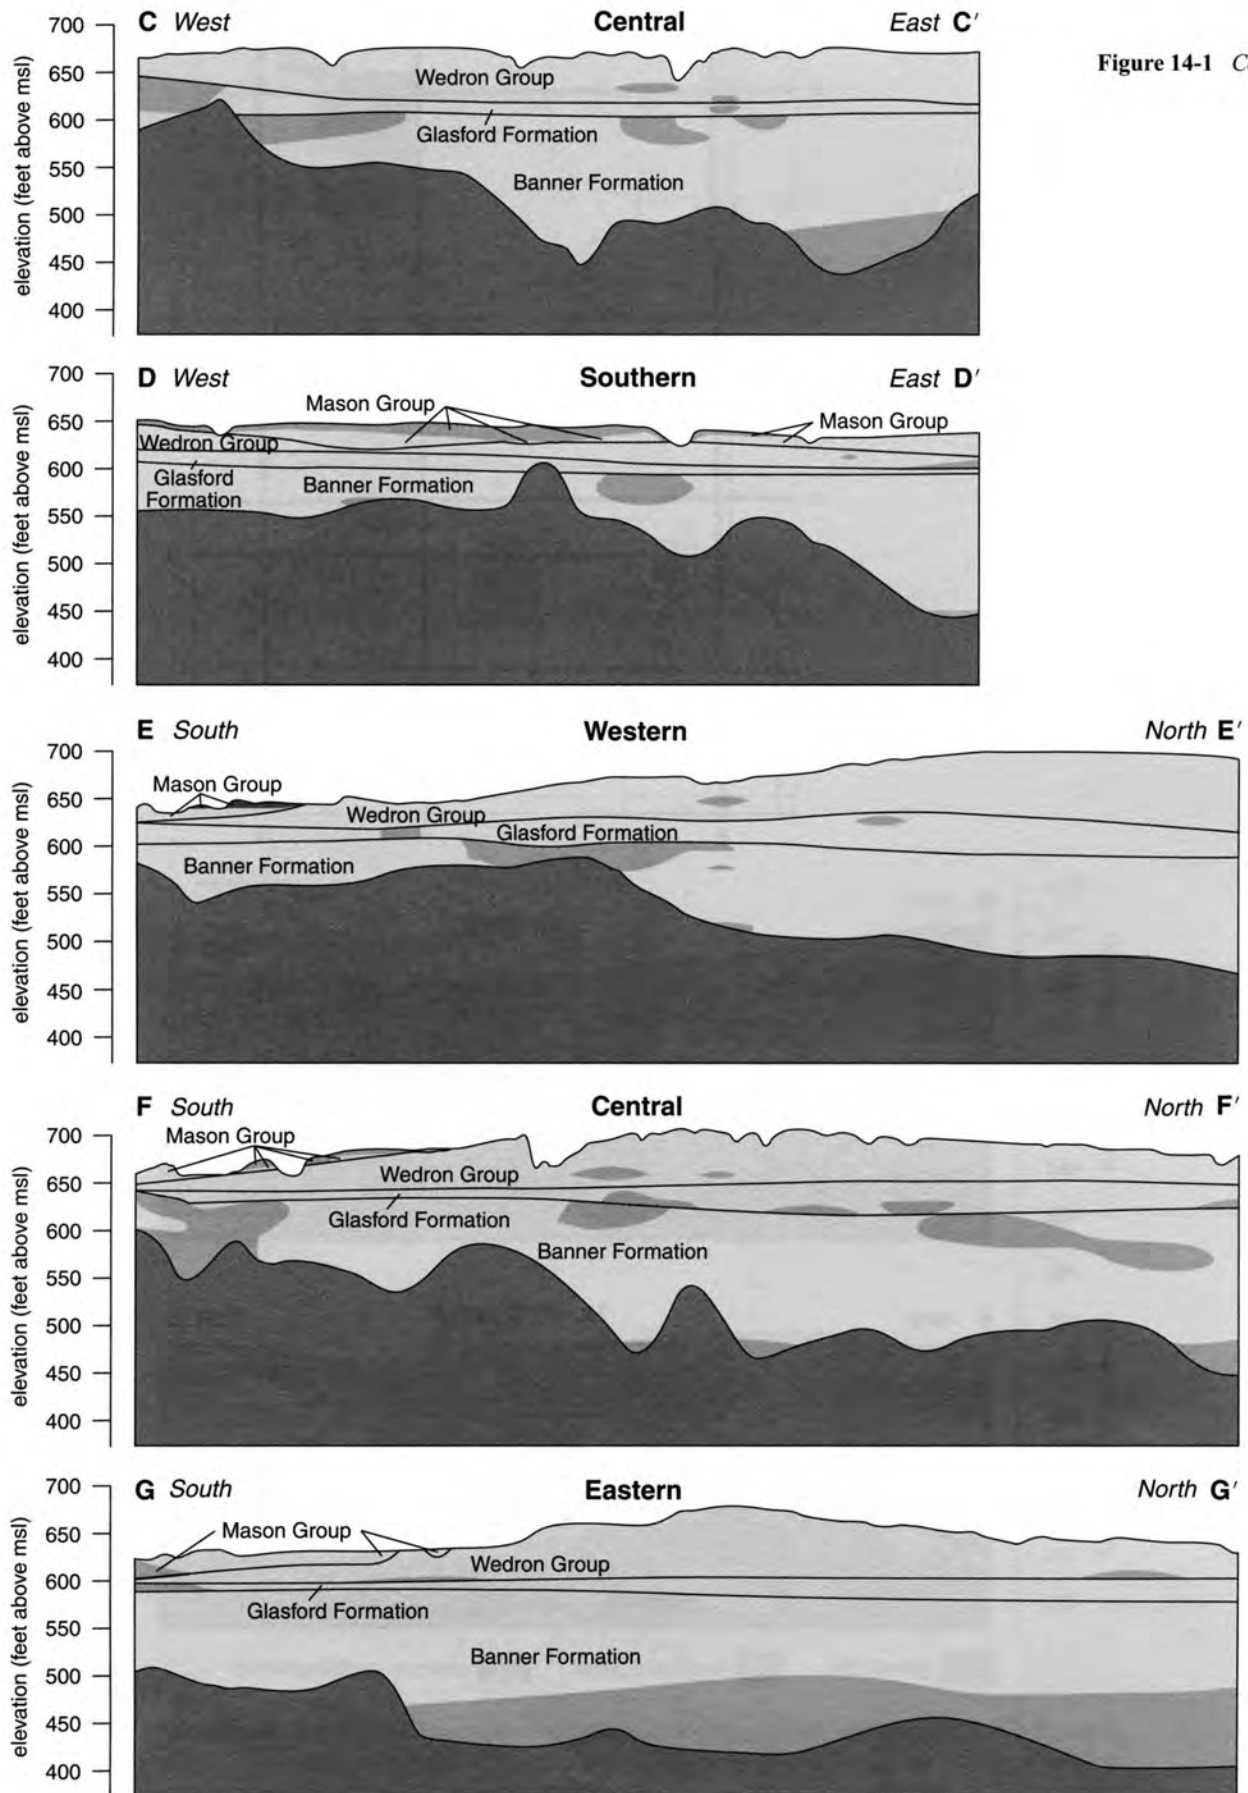 C West Central East C′
Figure 14-1 C
700
650
600
550
500
450
400
elevation (feet above msl)
Wedron Group
Glasford Formation
Banner Formation
D West Southern East D′
700
650
600
550
500
450
400
elevation (feet above msl)
Mason Group
Mason Group
Wedron Group
Glasford
Formation
Banner Formation
E South Western North E′
700
650
600
550
500
450
400
elevation (feet above msl)
Mason Group
Wedron Group
Glasford Formation
Banner Formation
F South Central North F′
700
650
600
550
500
450
400
elevation (feet above msl)
Mason Group
Wedron Group
Glasford Formation
Banner Formation
G South Eastern North G′
700
650
600
550
500
450
400
elevation (feet above msl)
Mason Group
Wedron Group
Glasford Formation
Banner Formation